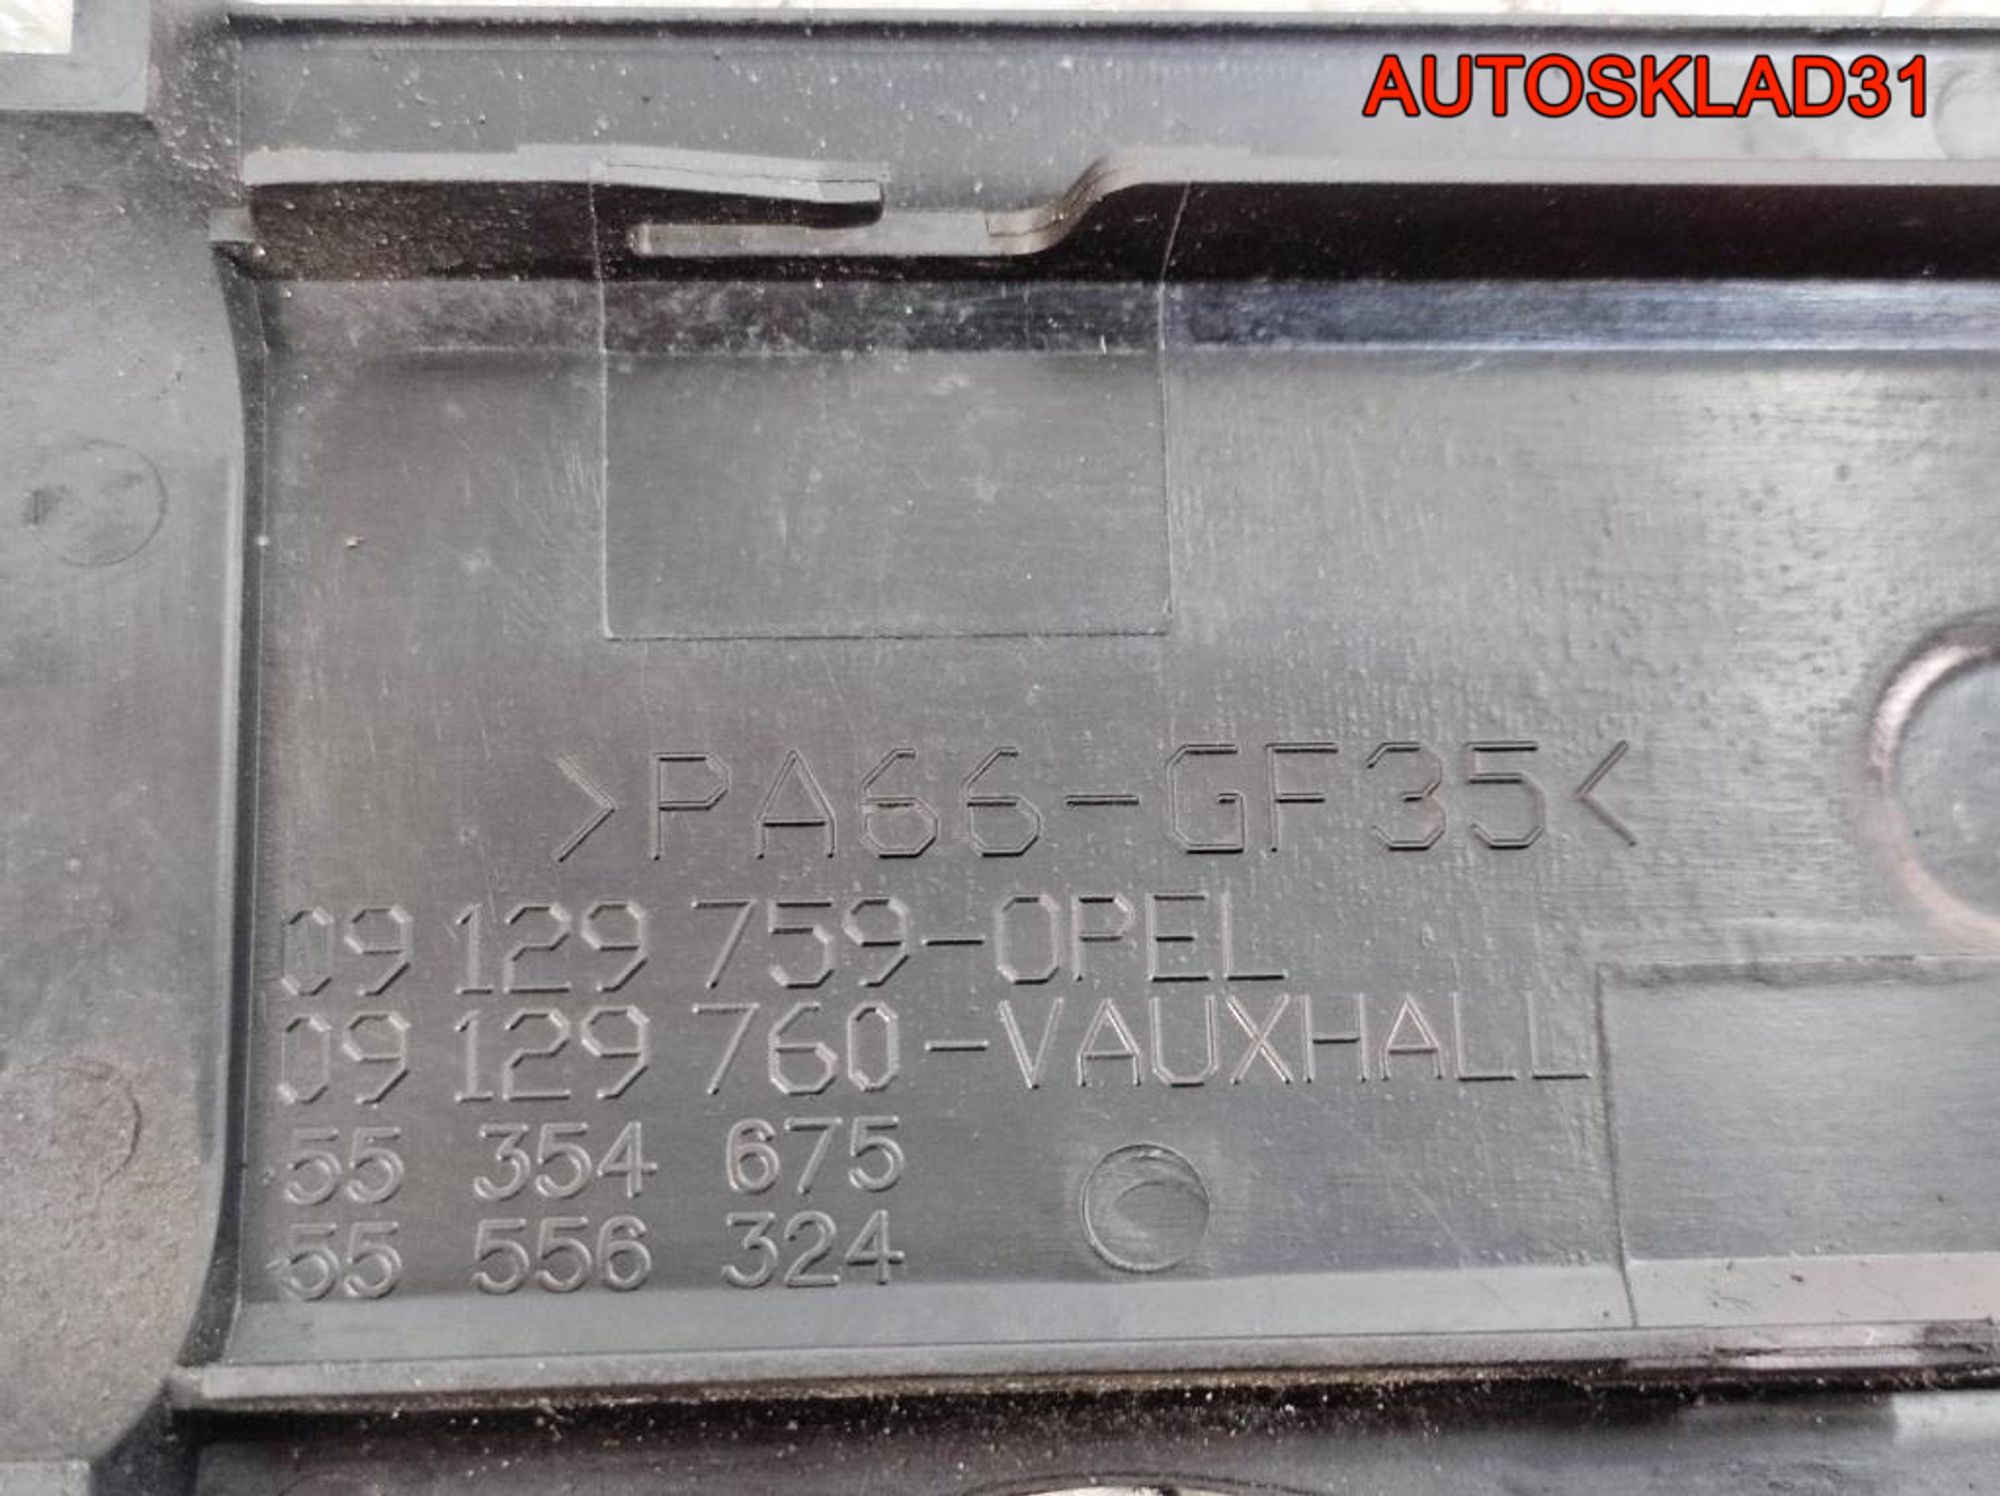 AUTOSKLAD31
>PA66-GF35<
09 129 759-OPEL
09 129 760-VAUXHALL
55 354 675
55 556 324